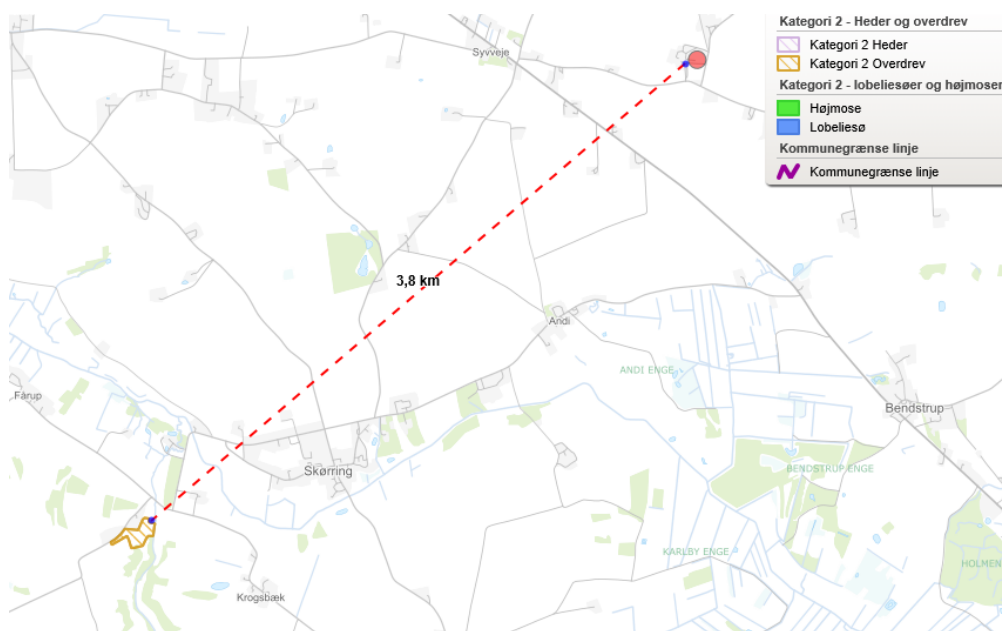 Kategori 2 - Heder og overdrev
Kategori 2 Heder
Kategori 2 Overdrev
Kategori 2 - lobeliesøer og højmoser
Højmose
Lobeliesø
Kommunegrænse linje
Kommunegrænse linje
Syvveje
3,8 km
Andi
ANDI ENGE
Fårup
Bendstrup
Skørring
BENDSTRUP ENGE
KARLBY ENGE
HOLMEN
Krogsbæk